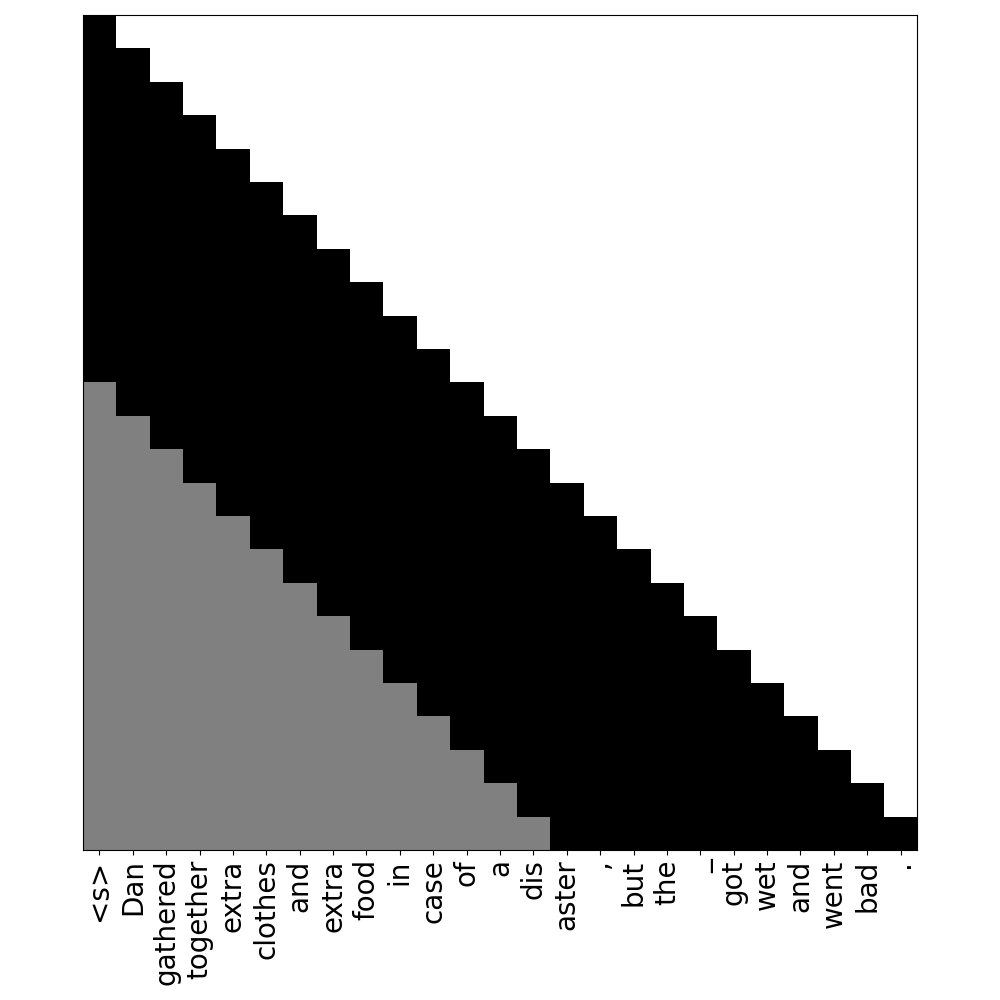 <s>
Dan
gathered
together
extra
clothes
and
extra
food
in
case
of
a
dis
aster
,
but
the
_
got
wet
and
went
bad
.